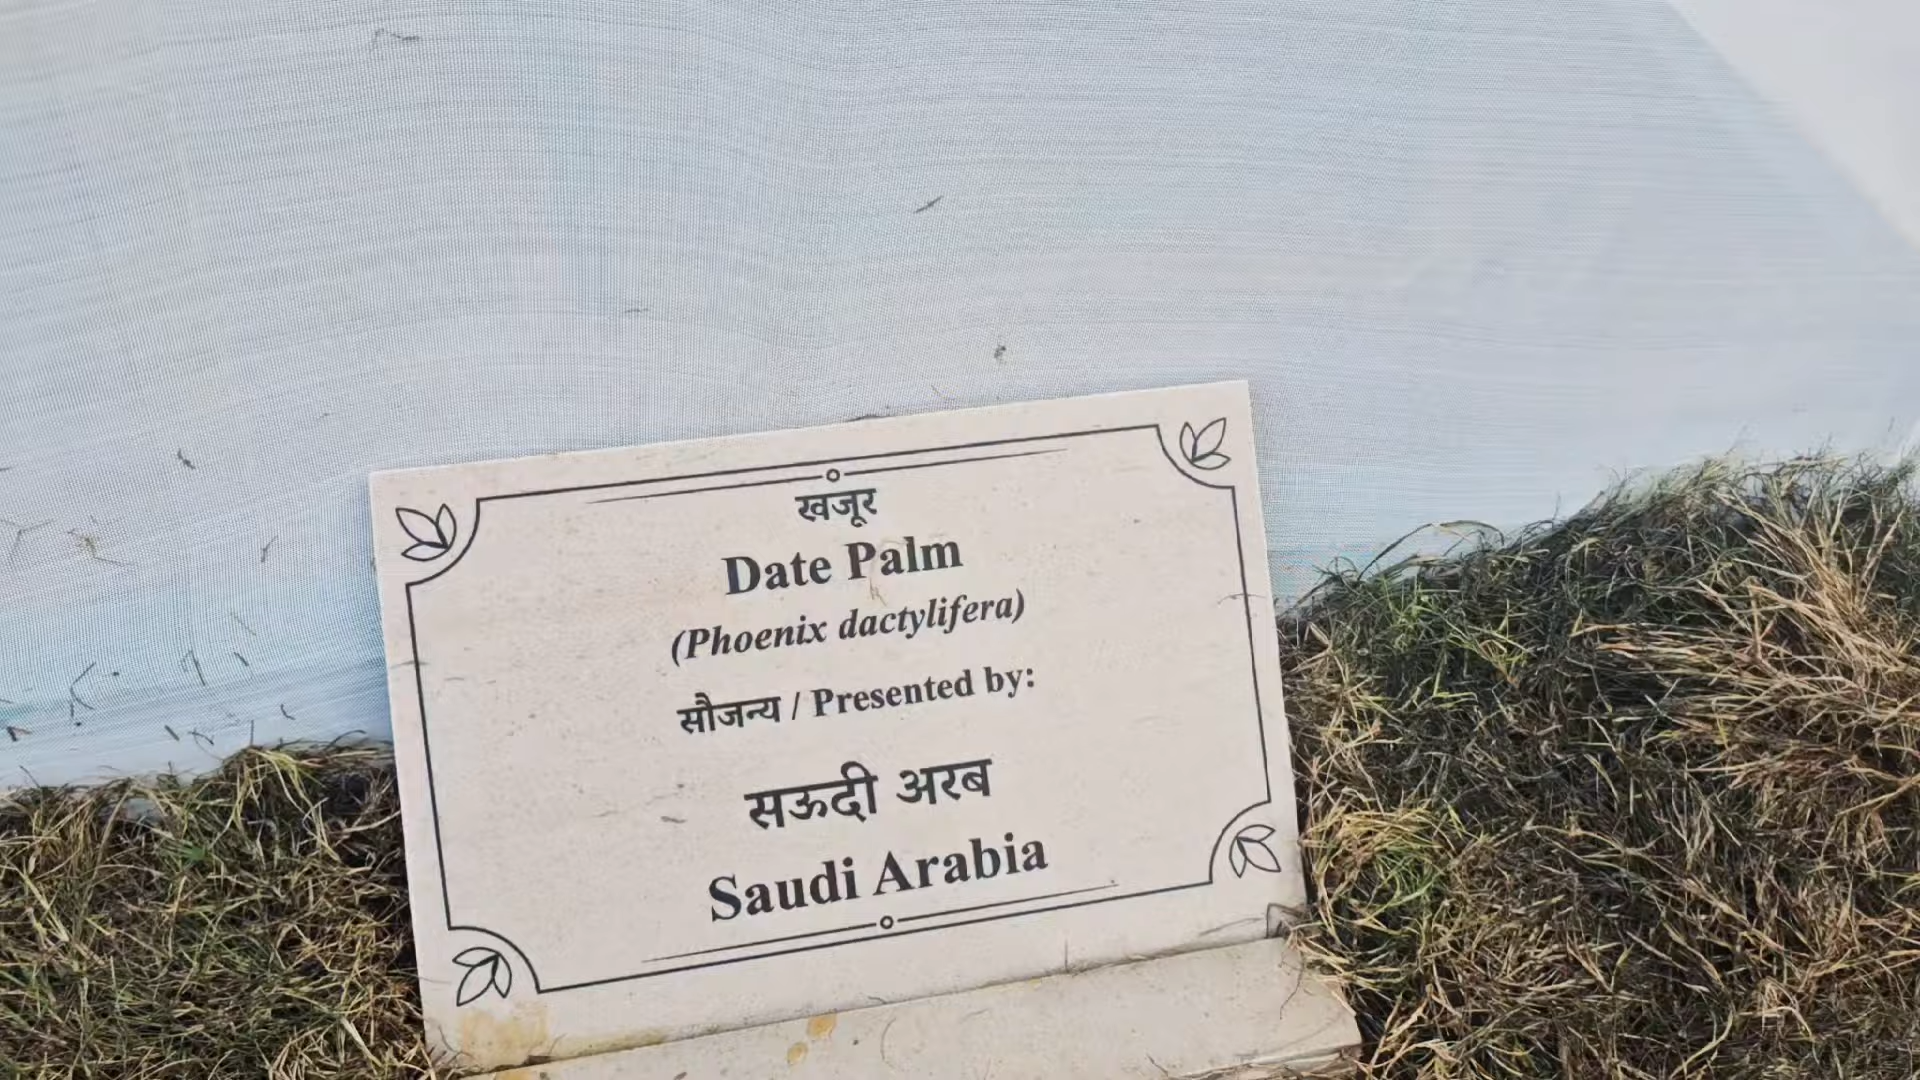 खजूर
Date Palm
(Phoenix dactylifera)
सौजन्य / Presented by:
सऊदी अरब
Saudi Arabia